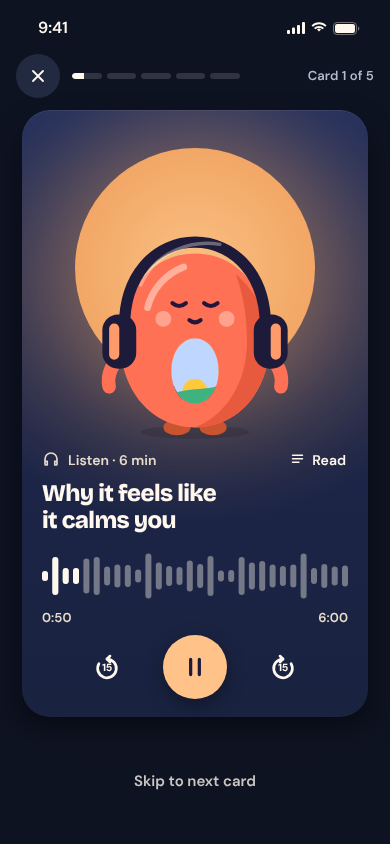 9:41
Card 1 of 5
Listen · 6 min
Read
Why it feels like
it calms you
0:50
6:00
15
15
Skip to next card